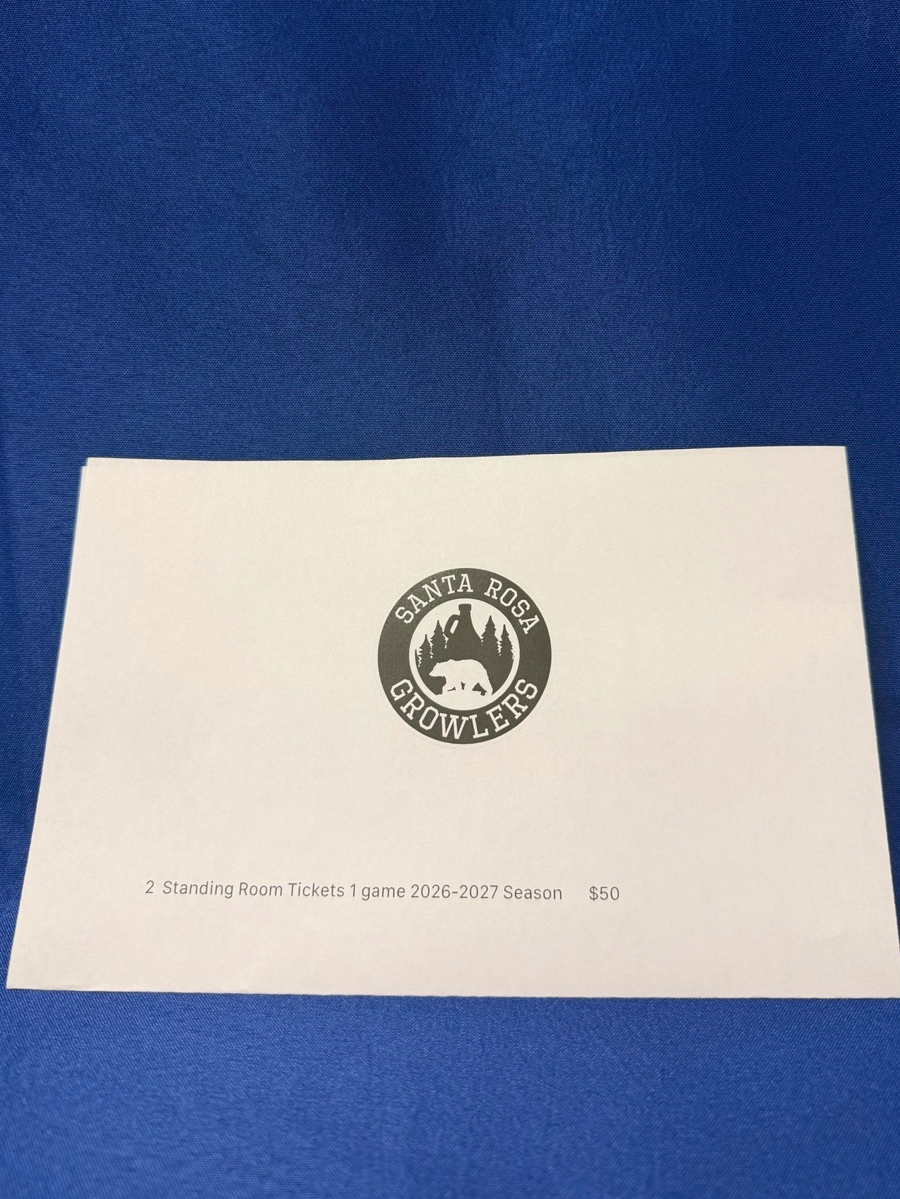 SANTA ROSA
GROWLERS
2 Standing Room Tickets 1 game 2026-2027 Season $50